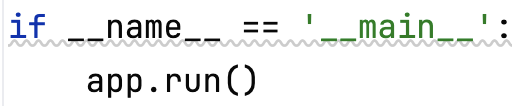 if __name__ == '__main__':
    app.run()